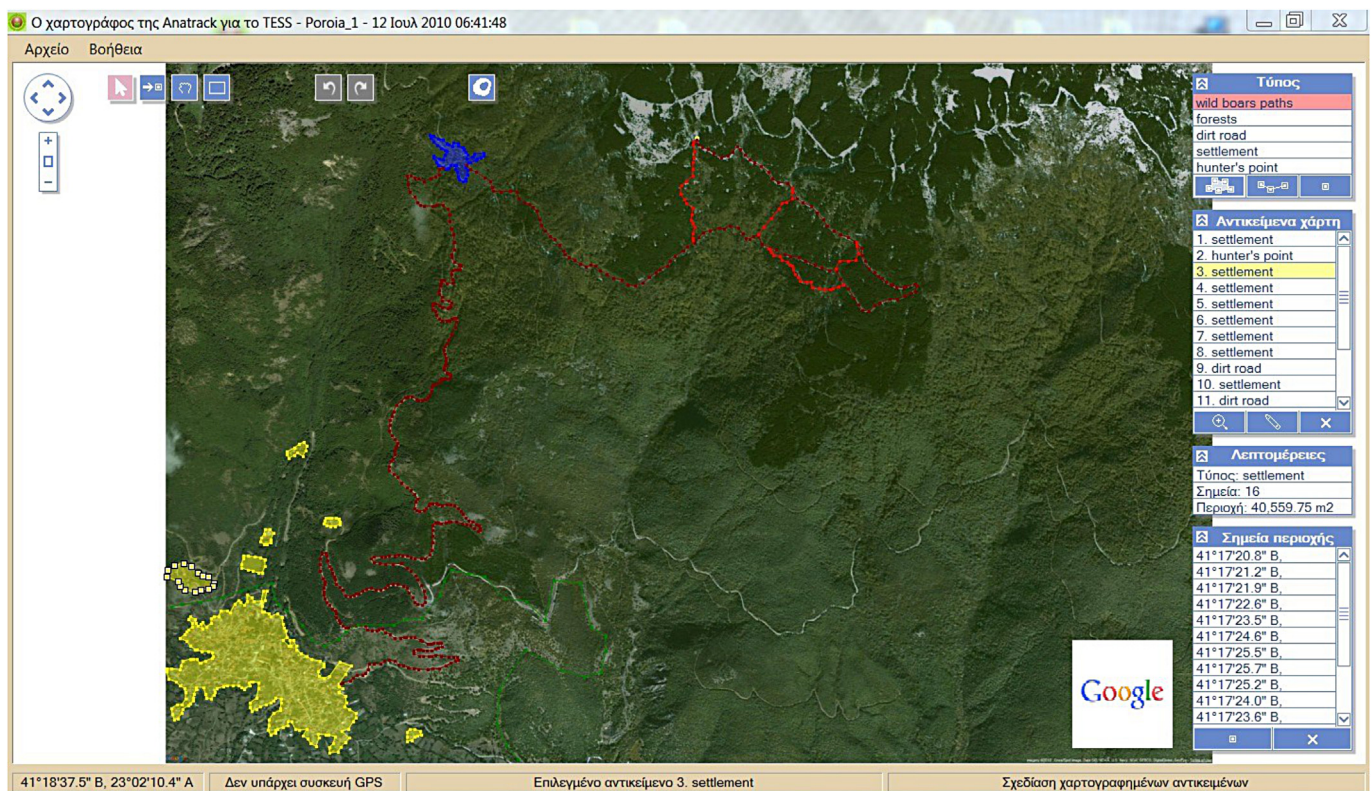 Ο χαρτογράφος της Anatrack για το TESS - Poroia_1 - 12 Ιουλ 2010 06:41:48
Αρχείο Βοήθεια
Τύπος
wild boars paths
forests
dirt road
settlement
hunter's point
Αντικείμενα χάρτη
1. settlement
2. hunter's point
3. settlement
4. settlement
5. settlement
6. settlement
7. settlement
8. settlement
9. dirt road
10. settlement
11. dirt road
Λεπτομέρειες
Τύπος: settlement
Σημεία: 16
Περιοχή: 40,559.75 m2
Σημεία περιοχής
41°17'20.8" Β,
41°17'21.2" Β,
41°17'21.9" Β,
41°17'22.6" Β,
41°17'23.5" Β,
41°17'24.6" Β,
41°17'25.5" Β,
41°17'25.7" Β,
41°17'25.2" Β,
41°17'24.0" Β,
41°17'23.6" Β,
Google
41°18'37.5" Β, 23°02'10.4" Α Δεν υπάρχει συσκευή GPS Επιλεγμένο αντικείμενο 3. settlement Σχεδίαση χαρτογραφημένων αντικειμένων